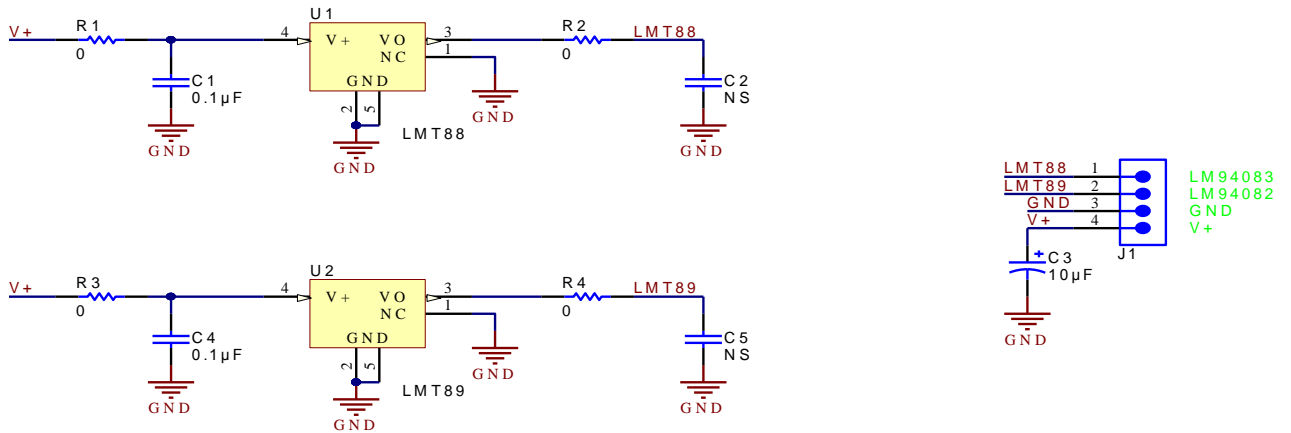 U1
V+ R1 4 V+ VO 3 R2 LMT88
0 NC 1 0
C1 GND C2
0.1µF NS
2 5 GND
GND LMT88 GND
GND
LMT88 1 LM94083
LMT89 2 LM94082
GND 3 GND
V+ 4 V+
C3 J1
+
10µF
GND
U2
V+ R3 4 V+ VO 3 R4 LMT89
0 NC 1 0
C4 GND C5
0.1µF NS
2 5 GND
GND LMT89 GND
GND